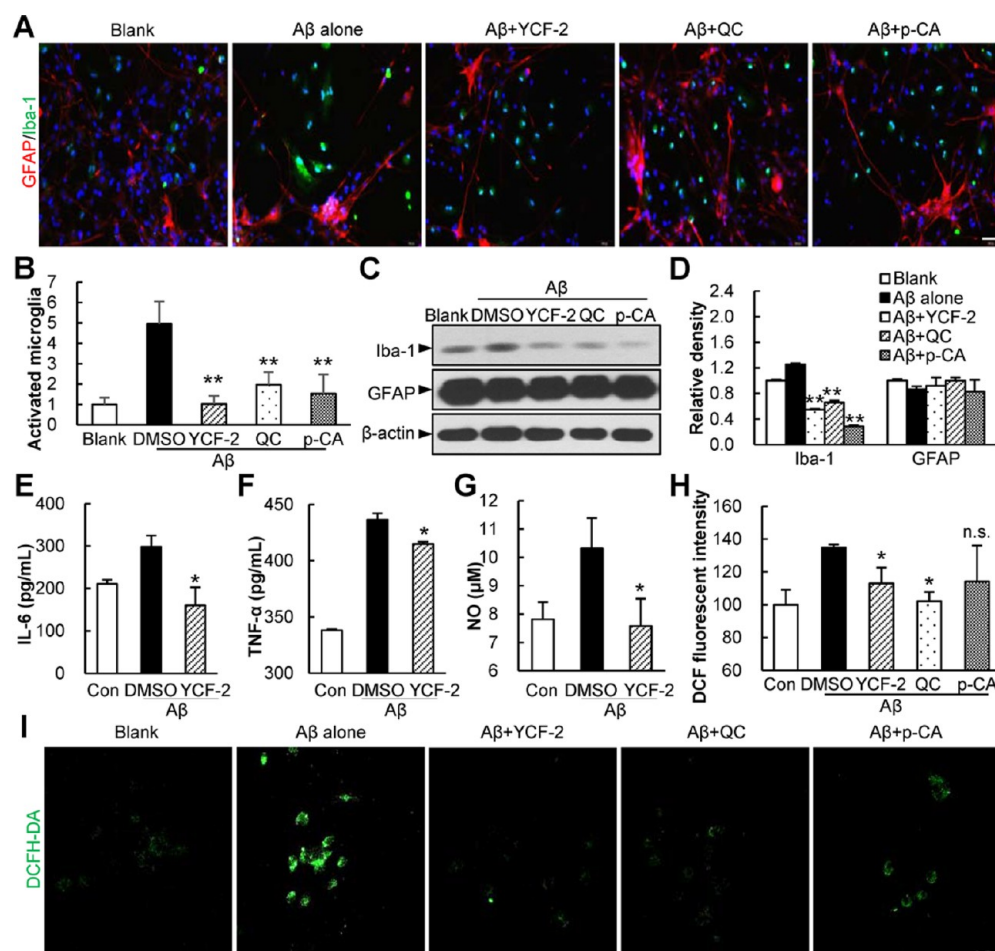 A
Blank
Aβ alone
Aβ+YCF-2
Aβ+QC
Aβ+p-CA
GFAP/Iba-1
B
Activated microglia
7
6
5
4
3
2
1
0
Blank DMSO YCF-2 QC p-CA
Aβ
**
**
**
C
Aβ
Blank DMSO YCF-2 QC p-CA
Iba-1
GFAP
β-actin
D
Blank
Aβ alone
Aβ+YCF-2
Aβ+QC
Aβ+p-CA
Relative density
2.4
2.0
1.6
1.2
0.8
0.4
0.0
**
**
**
Iba-1
GFAP
E
IL-6 (pg/mL)
400
300
200
100
0
*
Con DMSO YCF-2
Aβ
F
TNF-α (pg/mL)
450
420
390
360
330
300
*
Con DMSO YCF-2
Aβ
G
NO (μM)
12
11
10
9
8
7
6
*
Con DMSO YCF-2
Aβ
H
DCF fluorescent intensity
160
140
120
100
80
60
*
*
n.s.
Con DMSO YCF-2 QC p-CA
Aβ
I
Blank
Aβ alone
Aβ+YCF-2
Aβ+QC
Aβ+p-CA
DCFH-DA